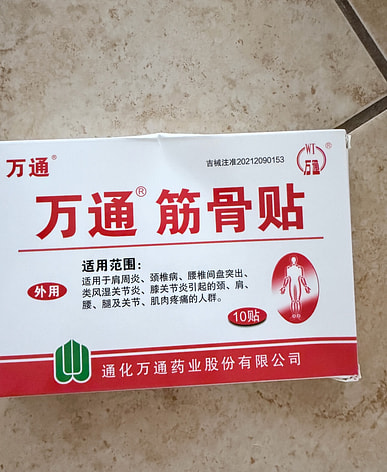 万通®
吉械注准20212090153
WT
万通
万通®筋骨贴
适用范围:
外用
适用于肩周炎、颈椎病、腰椎间盘突出、
类风湿关节炎、膝关节炎引起的颈、肩、
腰、腿及关节、肌肉疼痛的人群。
10贴
通化万通药业股份有限公司